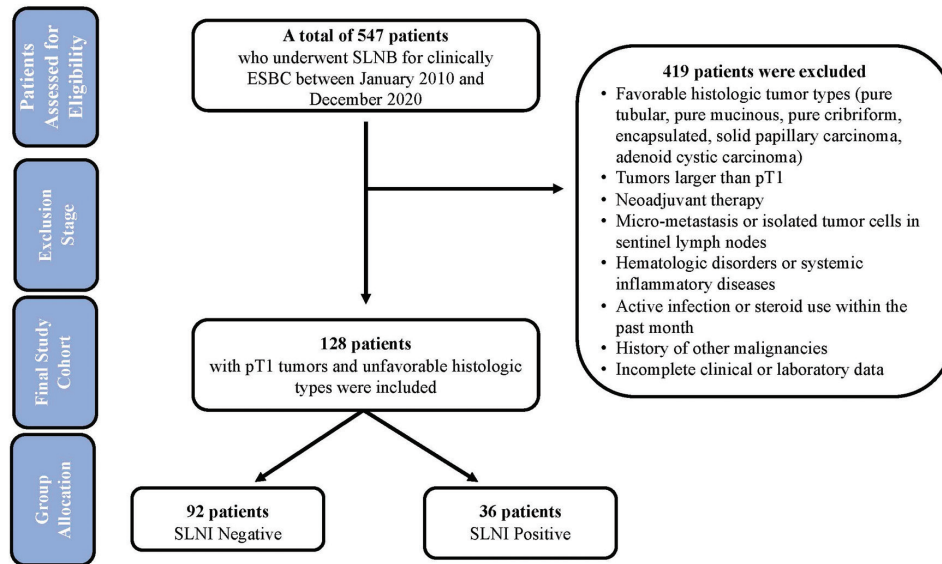 Patients
Assessed for
Eligibility
A total of 547 patients
who underwent SLNB for clinically
ESBC between January 2010 and
December 2020
419 patients were excluded
• Favorable histologic tumor types (pure
tubular, pure mucinous, pure cribriform,
encapsulated, solid papillary carcinoma,
adenoid cystic carcinoma)
• Tumors larger than pT1
• Neoadjuvant therapy
• Micro-metastasis or isolated tumor cells in
sentinel lymph nodes
• Hematologic disorders or systemic
inflammatory diseases
• Active infection or steroid use within the
past month
• History of other malignancies
• Incomplete clinical or laboratory data
Exclusion
Stage
Final Study
Cohort
128 patients
with pT1 tumors and unfavorable histologic
types were included
Group
Allocation
92 patients
SLNI Negative
36 patients
SLNI Positive